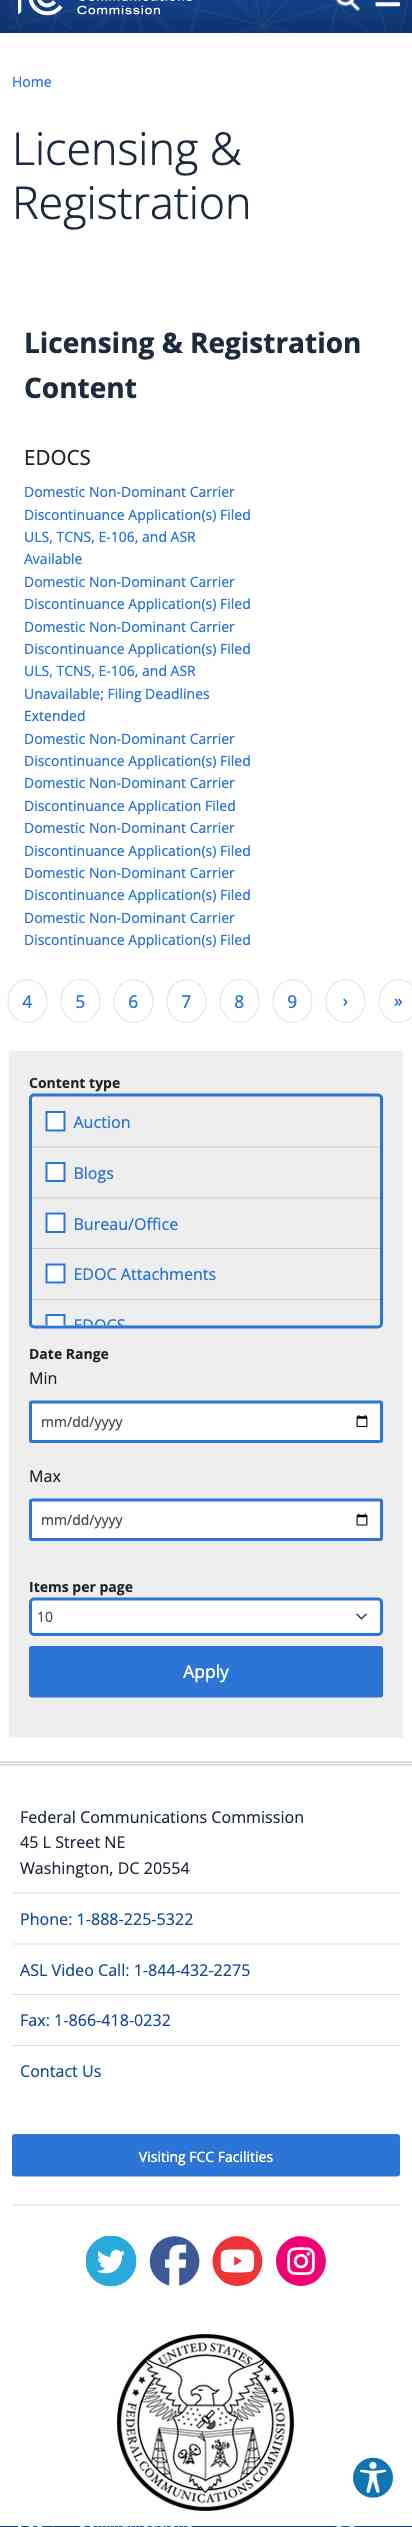 Commission
Home
Licensing &
Registration
Licensing & Registration
Content
EDOCS
Domestic Non-Dominant Carrier
Discontinuance Application(s) Filed
ULS, TCNS, E-106, and ASR
Available
Domestic Non-Dominant Carrier
Discontinuance Application(s) Filed
Domestic Non-Dominant Carrier
Discontinuance Application(s) Filed
ULS, TCNS, E-106, and ASR
Unavailable; Filing Deadlines
Extended
Domestic Non-Dominant Carrier
Discontinuance Application(s) Filed
Domestic Non-Dominant Carrier
Discontinuance Application Filed
Domestic Non-Dominant Carrier
Discontinuance Application(s) Filed
Domestic Non-Dominant Carrier
Discontinuance Application(s) Filed
Domestic Non-Dominant Carrier
Discontinuance Application(s) Filed
4 5 6 7 8 9 › »
Content type
Auction
Blogs
Bureau/Office
EDOC Attachments
EDOCS
Date Range
Min
mm/dd/yyyy
Max
mm/dd/yyyy
Items per page
10
Apply
Federal Communications Commission
45 L Street NE
Washington, DC 20554
Phone: 1-888-225-5322
ASL Video Call: 1-844-432-2275
Fax: 1-866-418-0232
Contact Us
Visiting FCC Facilities
UNITED STATES
FEDERAL COMMUNICATIONS COMMISSION